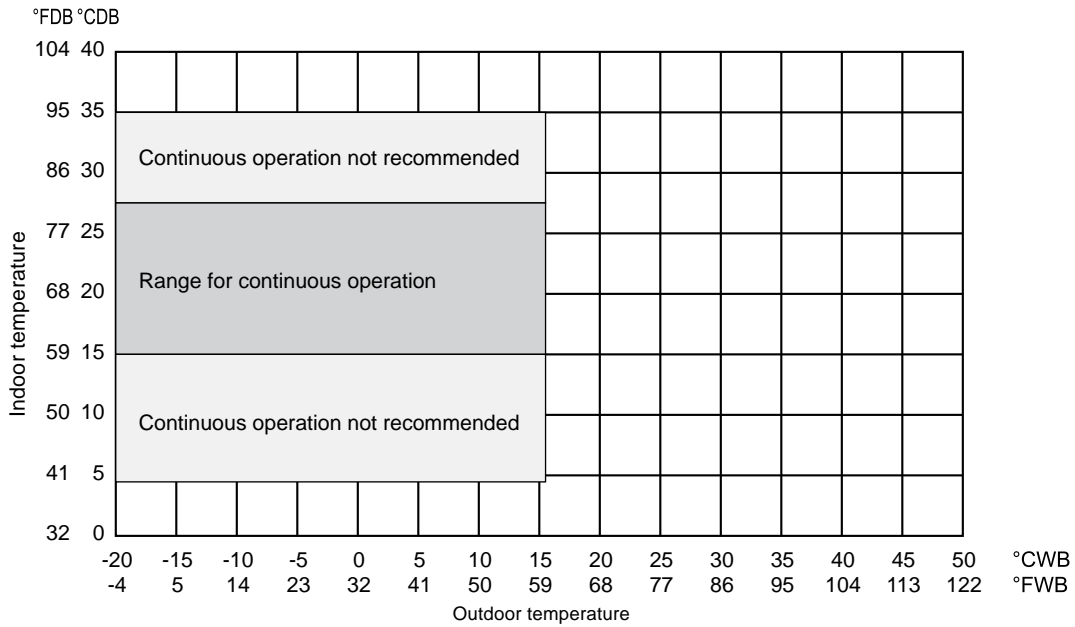 °FDB °CDB
104 40
95 35
Continuous operation not recommended
86 30
77 25
Range for continuous operation
68 20
59 15
50 10
Continuous operation not recommended
41 5
32 0
Indoor temperature
-20 -15 -10 -5 0 5 10 15 20 25 30 35 40 45 50 °CWB
-4 5 14 23 32 41 50 59 68 77 86 95 104 113 122 °FWB
Outdoor temperature